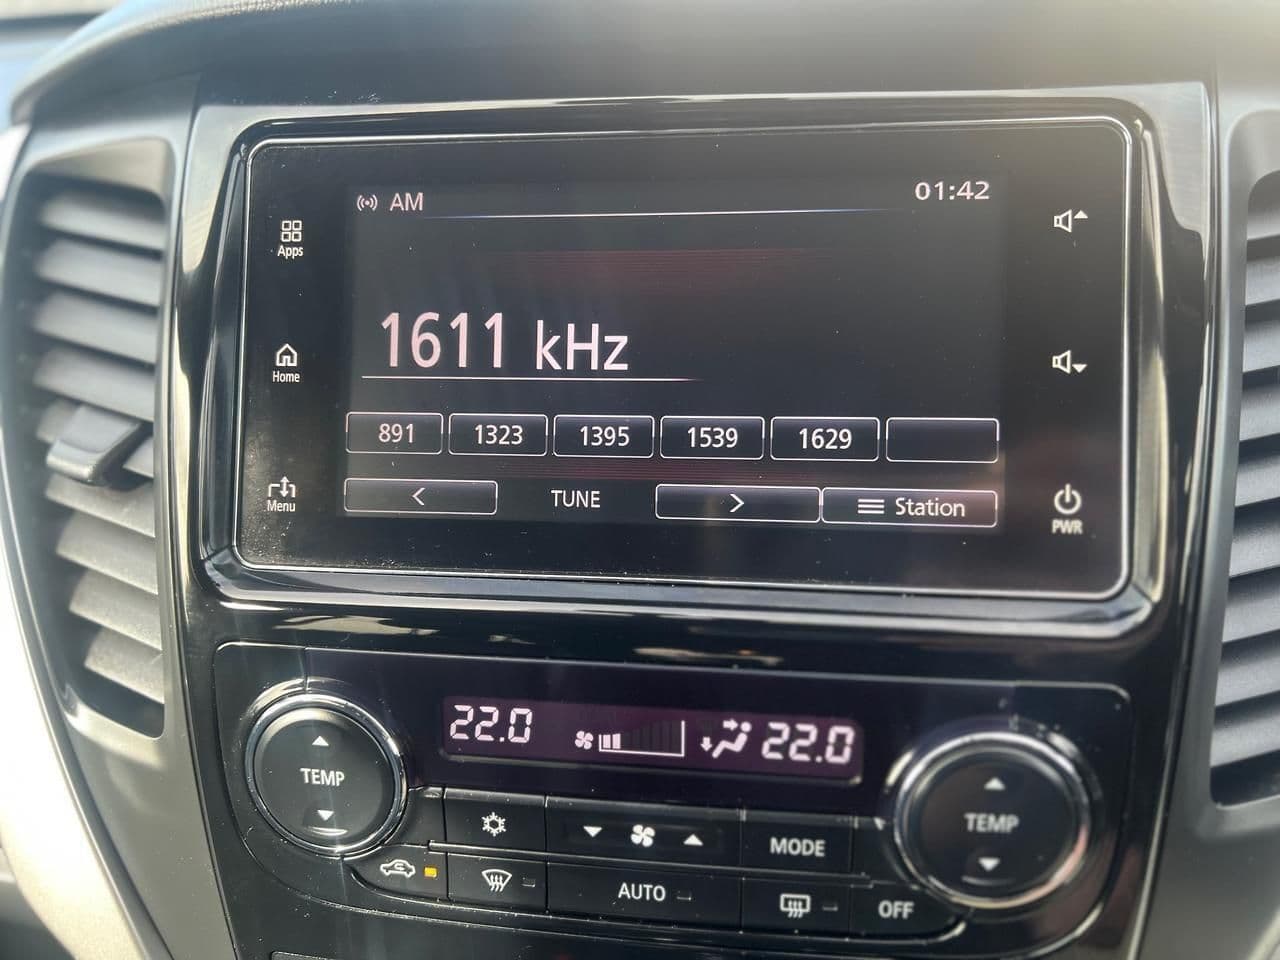 AM 01:42
Apps
1611 kHz
Home
891 1323 1395 1539 1629
Menu
TUNE
Station
PWR
22.0 22.0
TEMP
TEMP
MODE
AUTO
OFF